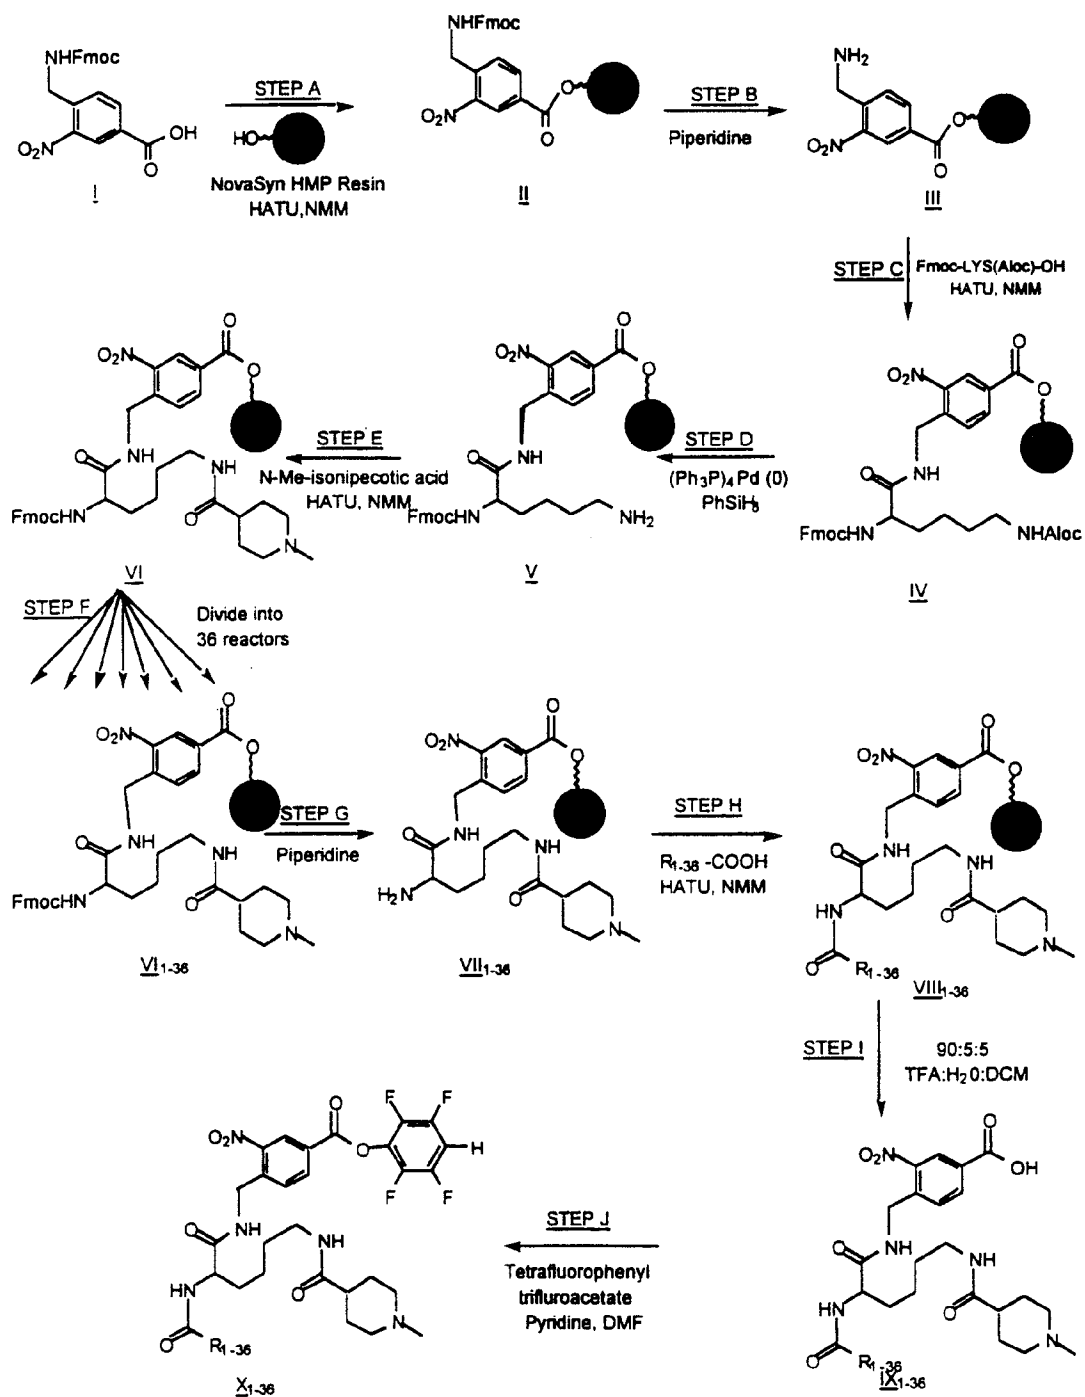 NHFmoc
O₂N
OH
O
I
STEP A
HO
NovaSyn HMP Resin
HATU,NMM
NHFmoc
O₂N
O
O
II
STEP B
Piperidine
NH₂
O₂N
O
O
III
STEP C
Fmoc-LYS(Aloc)-OH
HATU, NMM
O
O₂N
O
NH
O
FmocHN
NHAloc
IV
STEP D
(Ph₃P)₄Pd (0)
PhSiH₃
O
O₂N
O
NH
O
FmocHN
NH₂
V
STEP E
N-Me-isonipecotic acid
HATU, NMM
O
O₂N
O
NH
O
NH
FmocHN
O
N
VI
STEP F
Divide into
36 reactors
O
O₂N
O
NH
O
NH
FmocHN
O
N
VI₁₋₃₆
STEP G
Piperidine
O
O₂N
O
NH
O
NH
H₂N
O
N
VII₁₋₃₆
STEP H
R₁₋₃₆-COOH
HATU, NMM
O
O₂N
O
NH
O
NH
HN
O
N
O
R₁₋₃₆
VIII₁₋₃₆
STEP I
90:5:5
TFA:H₂0:DCM
O
O₂N
OH
NH
O
NH
HN
O
N
O
R₁₋₃₆
IX₁₋₃₆
STEP J
Tetrafluorophenyl
trifluroacetate
Pyridine, DMF
F
F
O
O₂N
H
O
F
F
NH
O
NH
HN
O
N
O
R₁₋₃₆
X₁₋₃₆